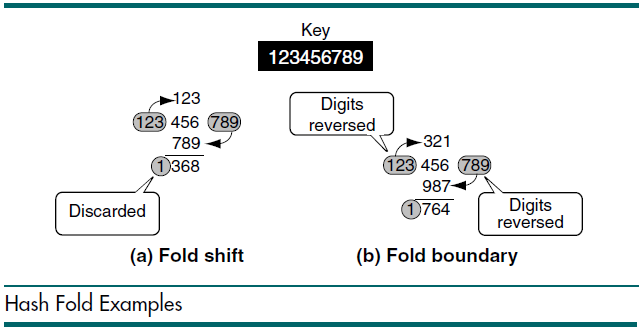 Key
123456789
123
123 456 789
789
1 368
Discarded
(a) Fold shift
Digits
reversed
321
123 456 789
987
1 764
Digits
reversed
(b) Fold boundary
Hash Fold Examples